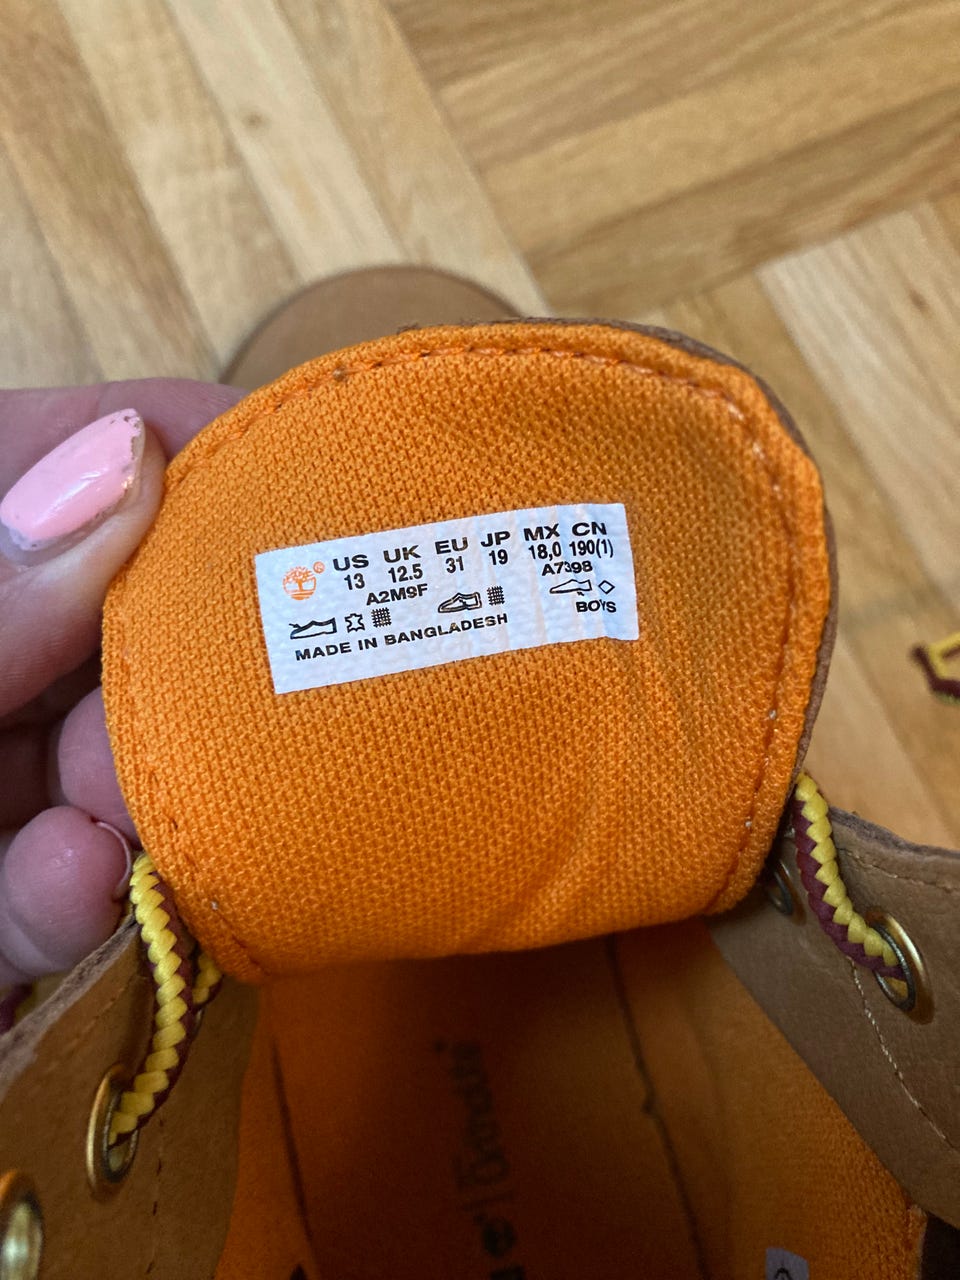 US UK EU JP MX CN
13 12.5 31 19 18,0 190(1)
A2M9F A7398
BOYS
MADE IN BANGLADESH